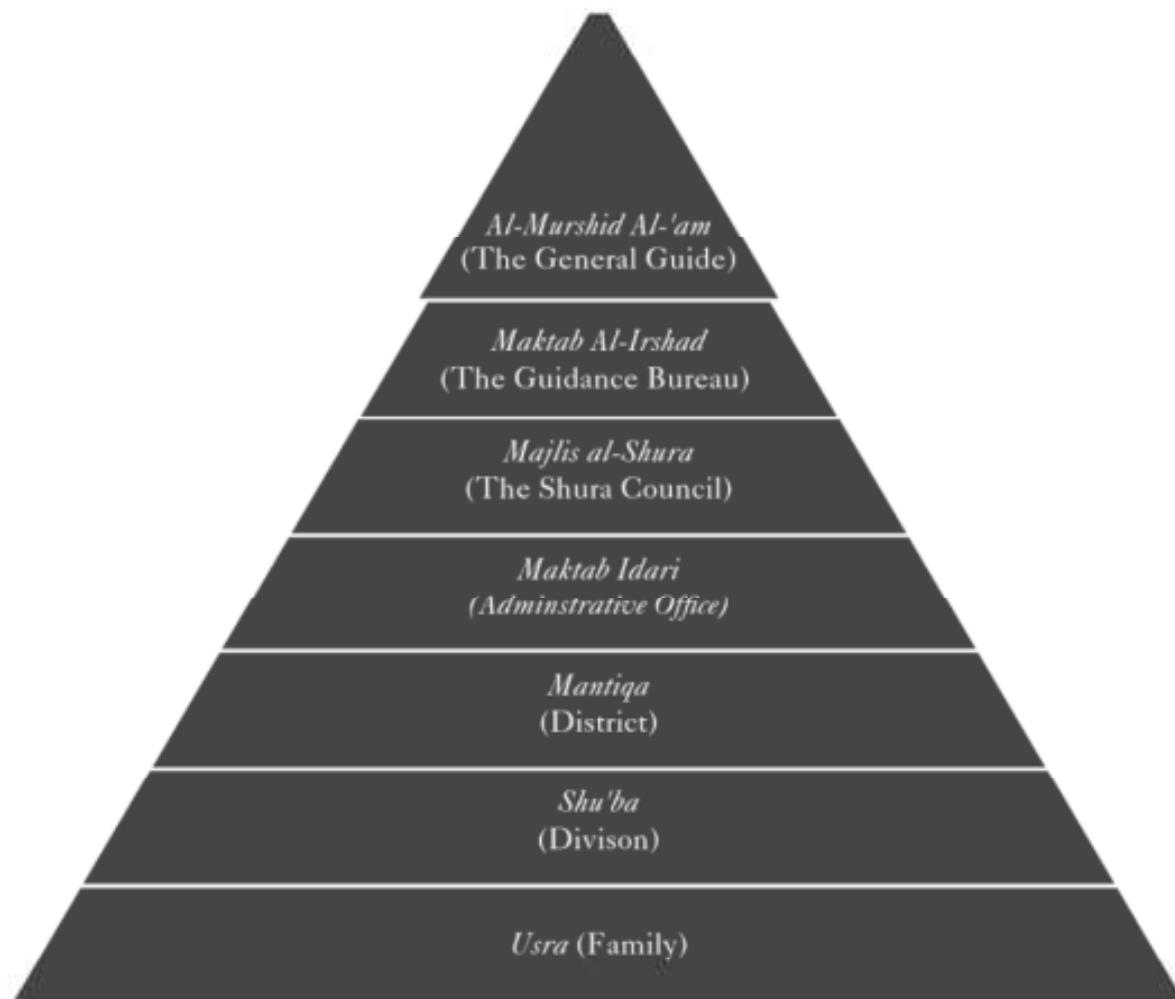 Al-Murshid Al-'am
(The General Guide)
Maktab Al-Irshad
(The Guidance Bureau)
Majlis al-Shura
(The Shura Council)
Maktab Idari
(Adminstrative Office)
Mantiqa
(District)
Shu'ba
(Divison)
Usra (Family)